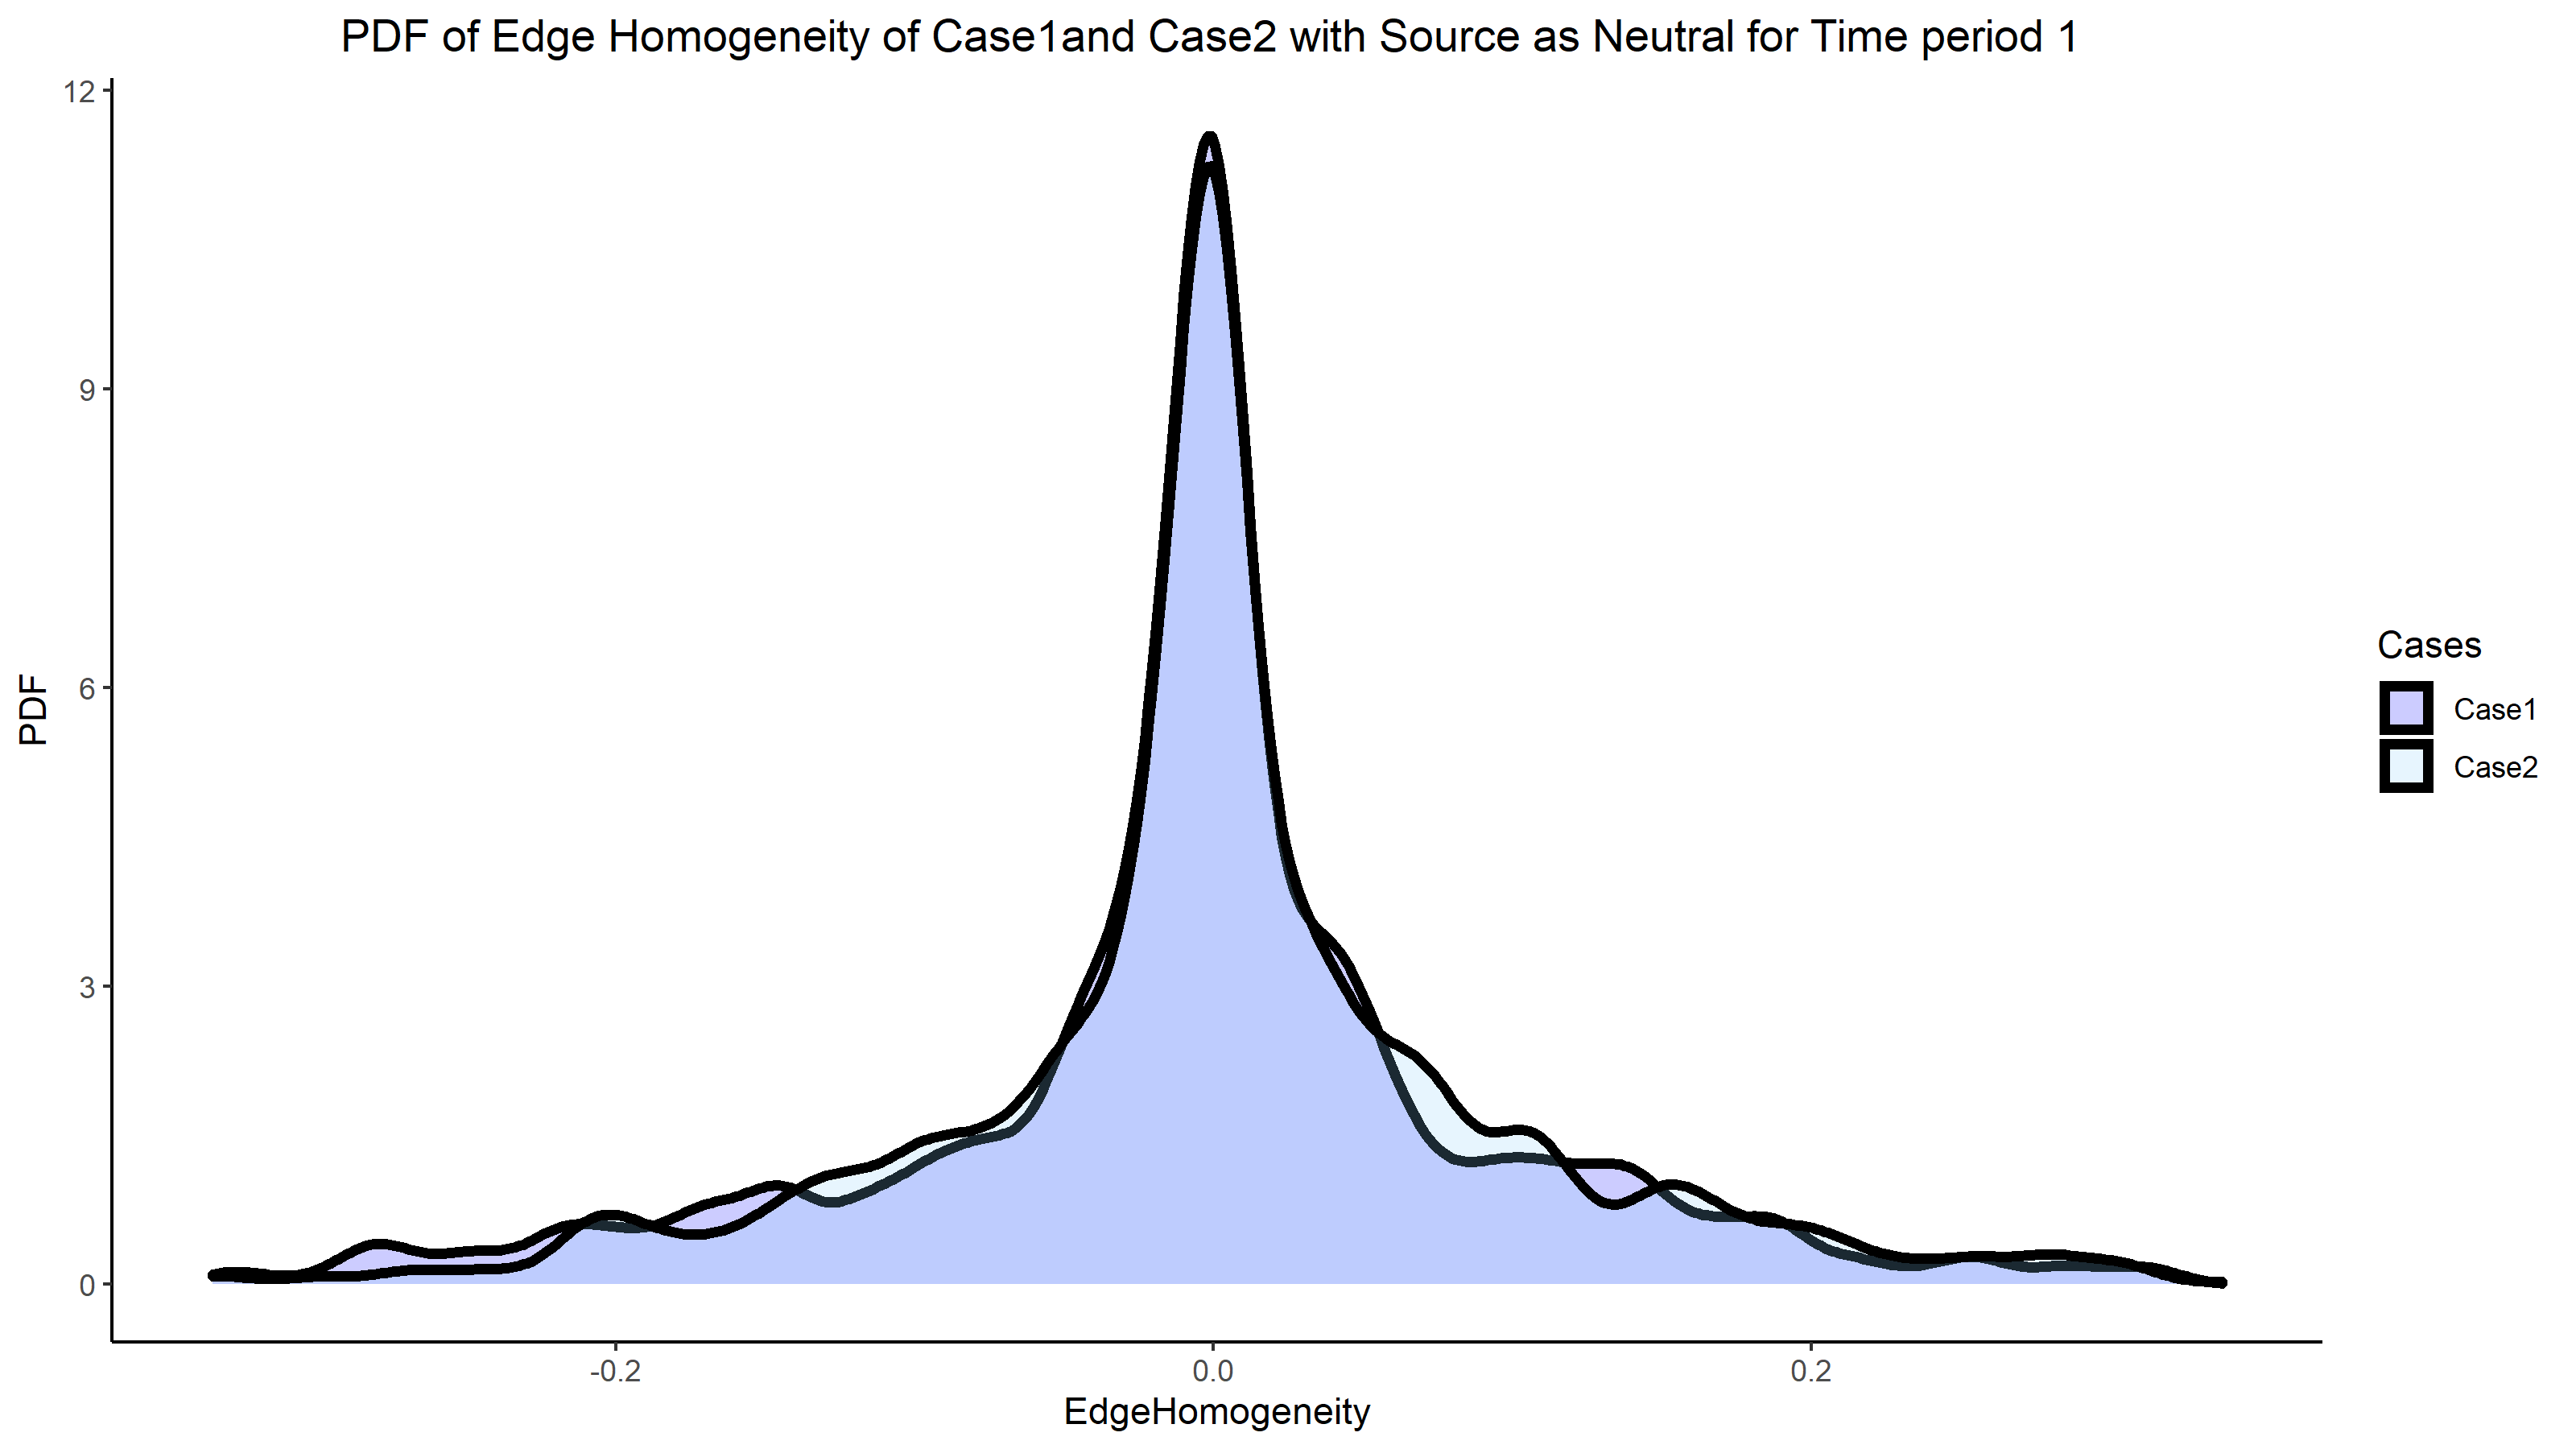 PDF of Edge Homogeneity of Case1and Case2 with Source as Neutral for Time period 1
12
9
6
3
0
PDF
-0.2
0.0
0.2
EdgeHomogeneity
Cases
Case1
Case2